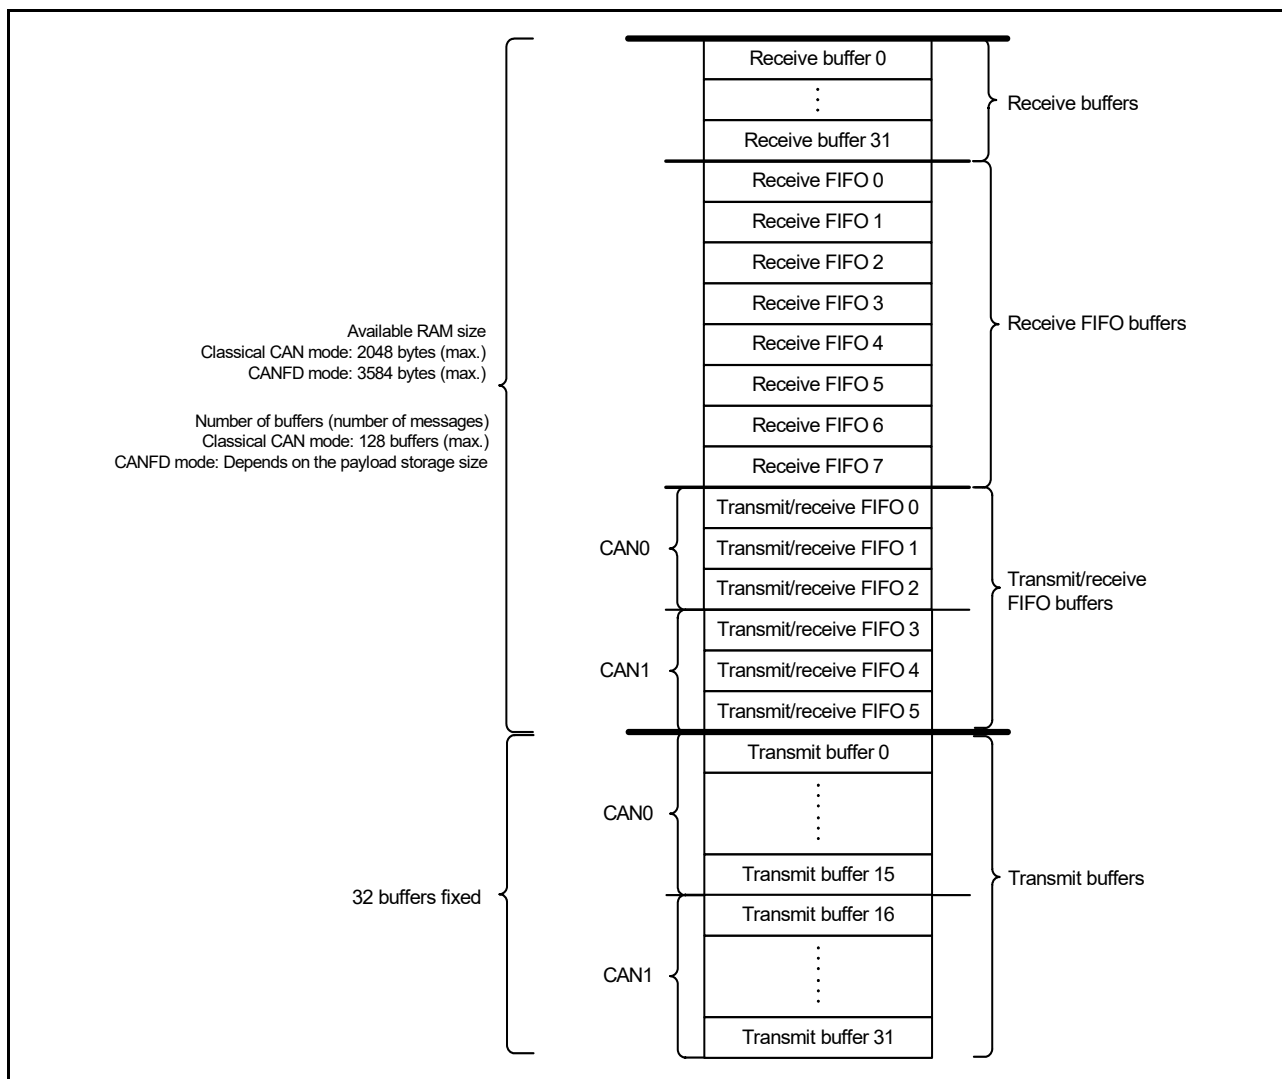 Receive buffer 0
Receive buffers
Receive buffer 31
Receive FIFO 0
Receive FIFO 1
Receive FIFO 2
Receive FIFO 3
Receive FIFO 4
Receive FIFO 5
Receive FIFO 6
Receive FIFO 7
Receive FIFO buffers
Available RAM size
Classical CAN mode: 2048 bytes (max.)
CANFD mode: 3584 bytes (max.)
Number of buffers (number of messages)
Classical CAN mode: 128 buffers (max.)
CANFD mode: Depends on the payload storage size
CAN0
Transmit/receive FIFO 0
Transmit/receive FIFO 1
Transmit/receive FIFO 2
Transmit/receive
FIFO buffers
CAN1
Transmit/receive FIFO 3
Transmit/receive FIFO 4
Transmit/receive FIFO 5
CAN0
Transmit buffer 0
Transmit buffer 15
32 buffers fixed
Transmit buffers
CAN1
Transmit buffer 16
Transmit buffer 31